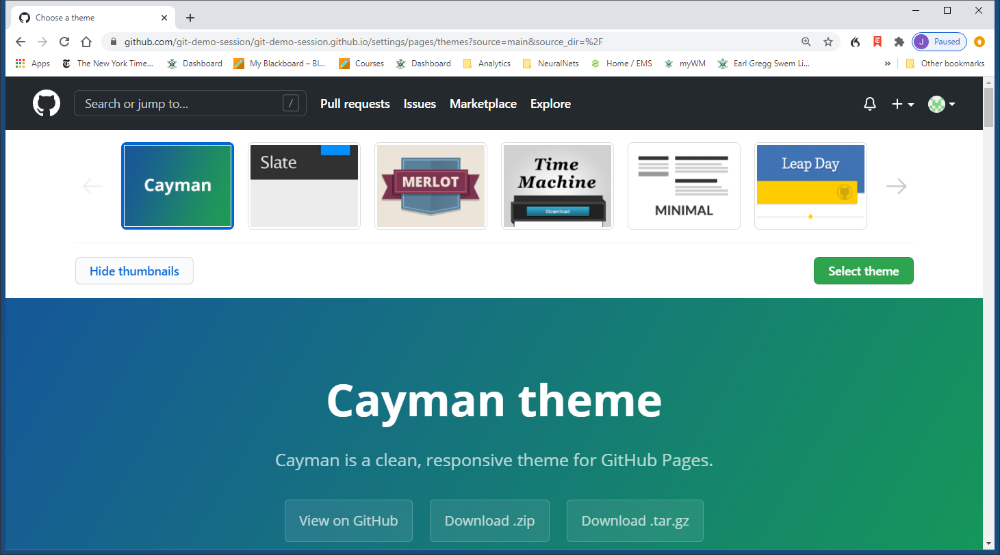 Choose a theme
github.com/git-demo-session/git-demo-session.github.io/settings/pages/themes?source=main&source_dir=%2F
J Paused
Apps The New York Time... Dashboard My Blackboard – Bl... Courses Dashboard Analytics NeuralNets Home / EMS myWM Earl Gregg Swem Li... » Other bookmarks
Search or jump to... / Pull requests Issues Marketplace Explore
Cayman
Slate
MERLOT
Time
Machine
Download
MINIMAL
Leap Day
Hide thumbnails
Select theme
Cayman theme
Cayman is a clean, responsive theme for GitHub Pages.
View on GitHub
Download .zip
Download .tar.gz